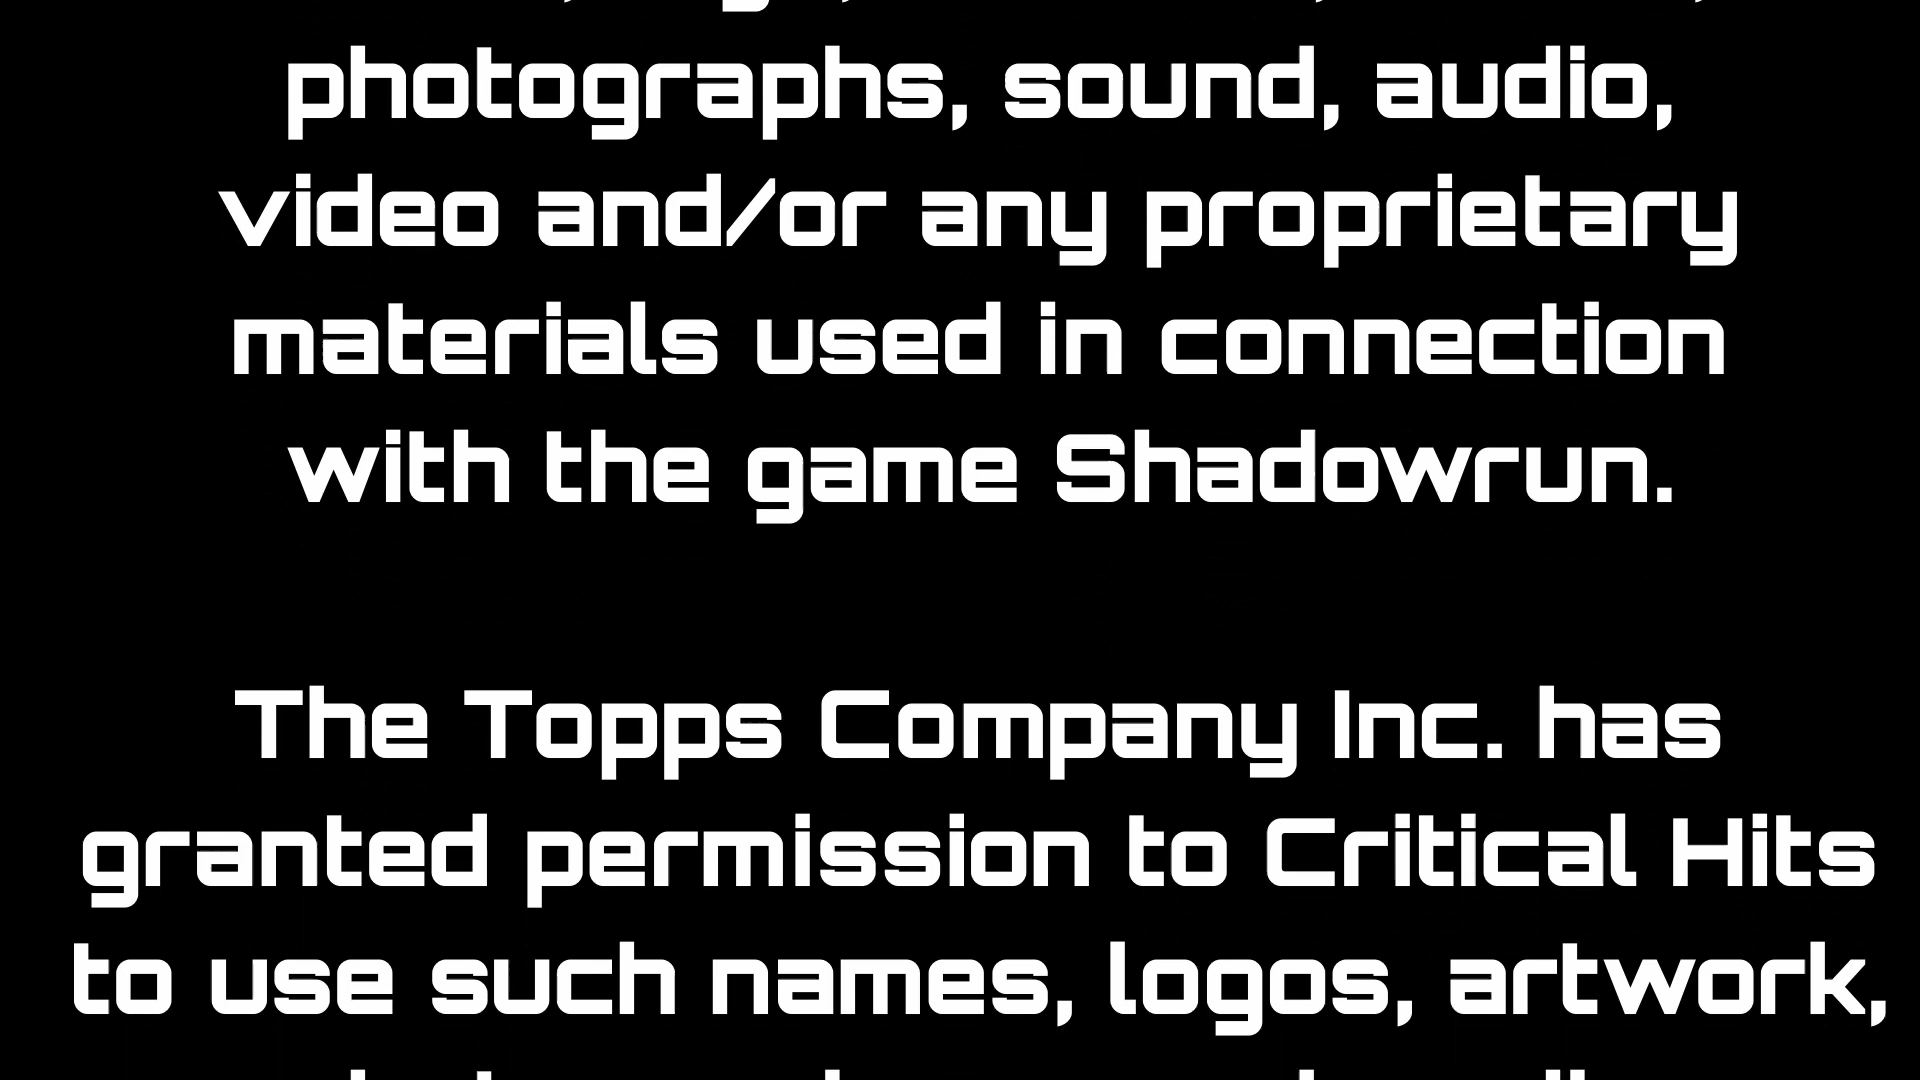 photographs, sound, audio,
video and/or any proprietary
materials used in connection
with the game Shadowrun.
The Topps Company Inc. has
granted permission to Critical Hits
to use such names, logos, artwork,